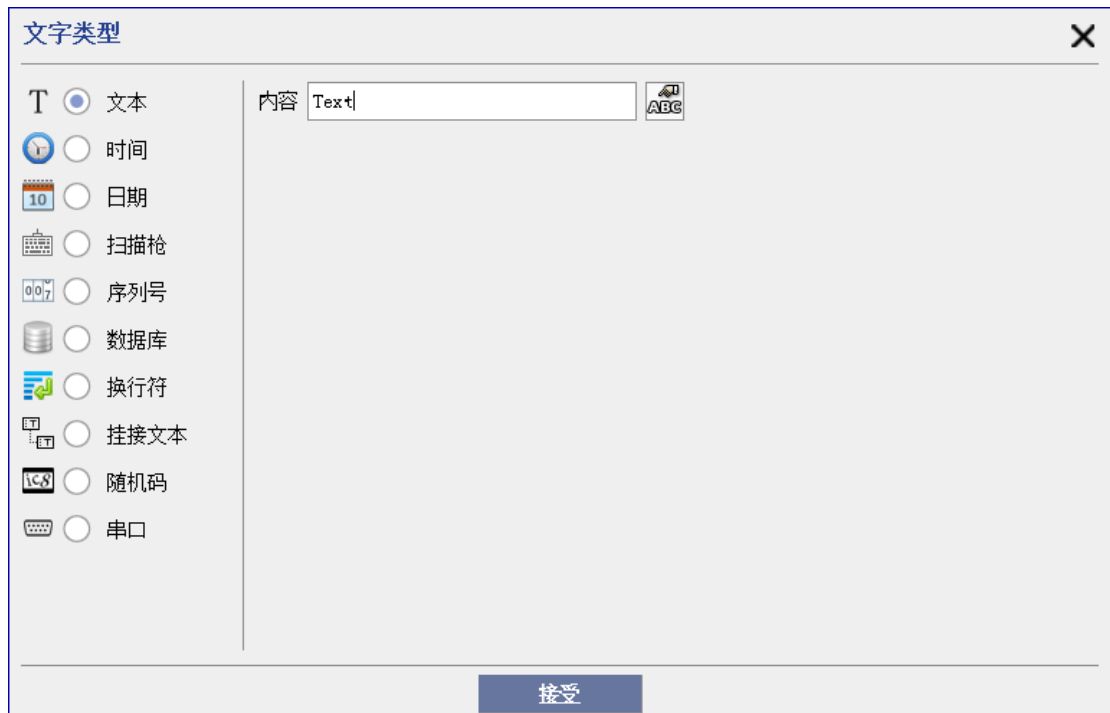 文字类型
文本
内容 Text
ABC
时间
10 日期
扫描枪
007 序列号
数据库
换行符
T
T 挂接文本
ic8 随机码
串口
接受